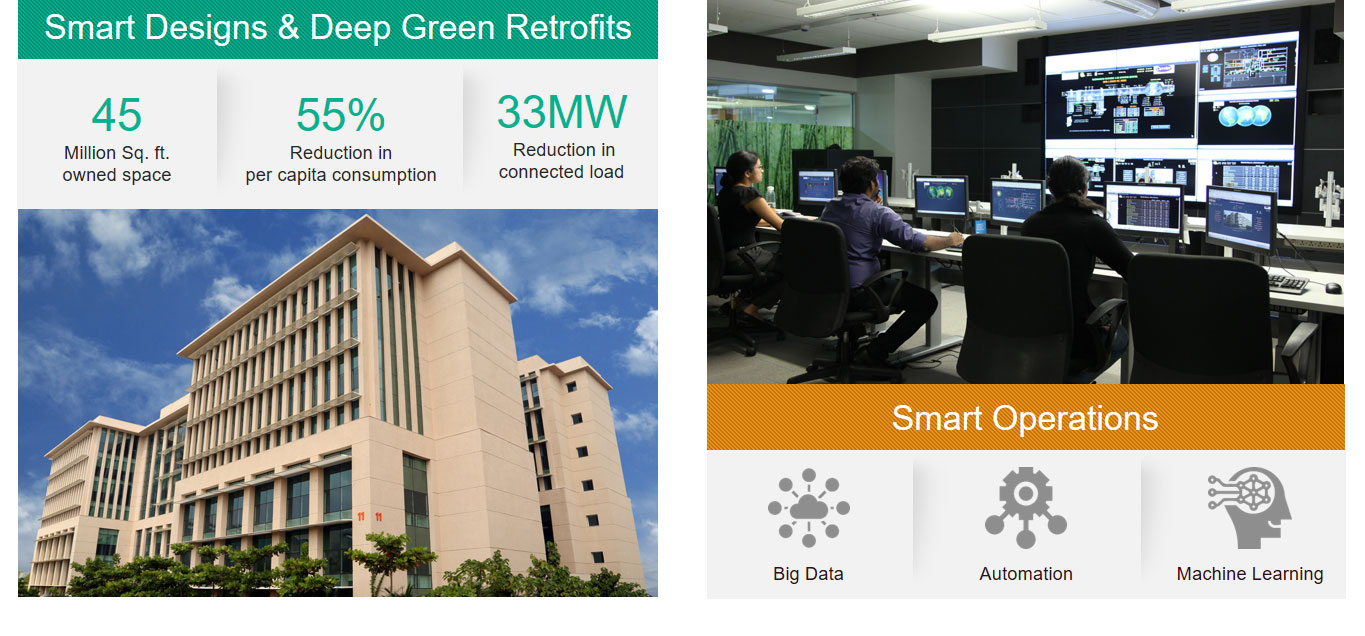 Smart Designs & Deep Green Retrofits
45
Million Sq. ft.
owned space
55%
Reduction in
per capita consumption
33MW
Reduction in
connected load
11 11
Smart Operations
Big Data
Automation
Machine Learning